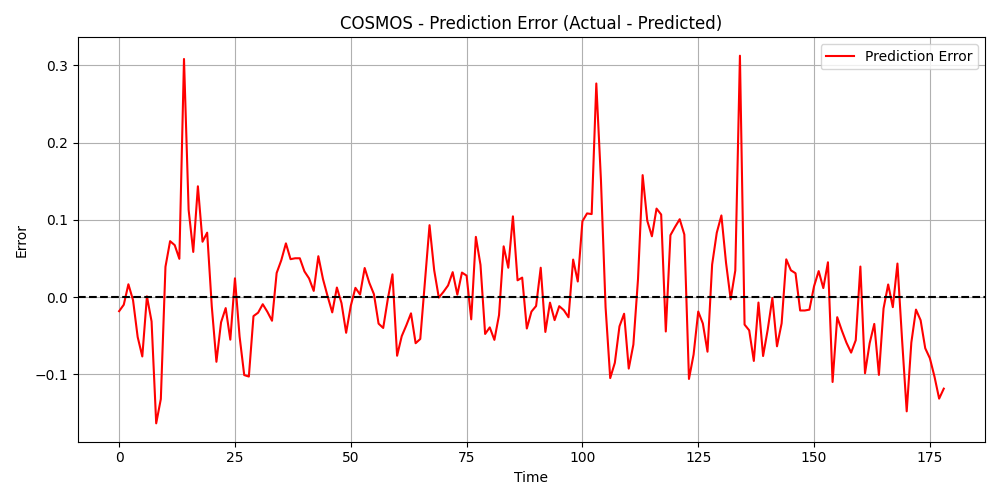 COSMOS - Prediction Error (Actual - Predicted)
Prediction Error
0.3
0.2
0.1
0.0
−0.1
Error
0 25 50 75 100 125 150 175
Time